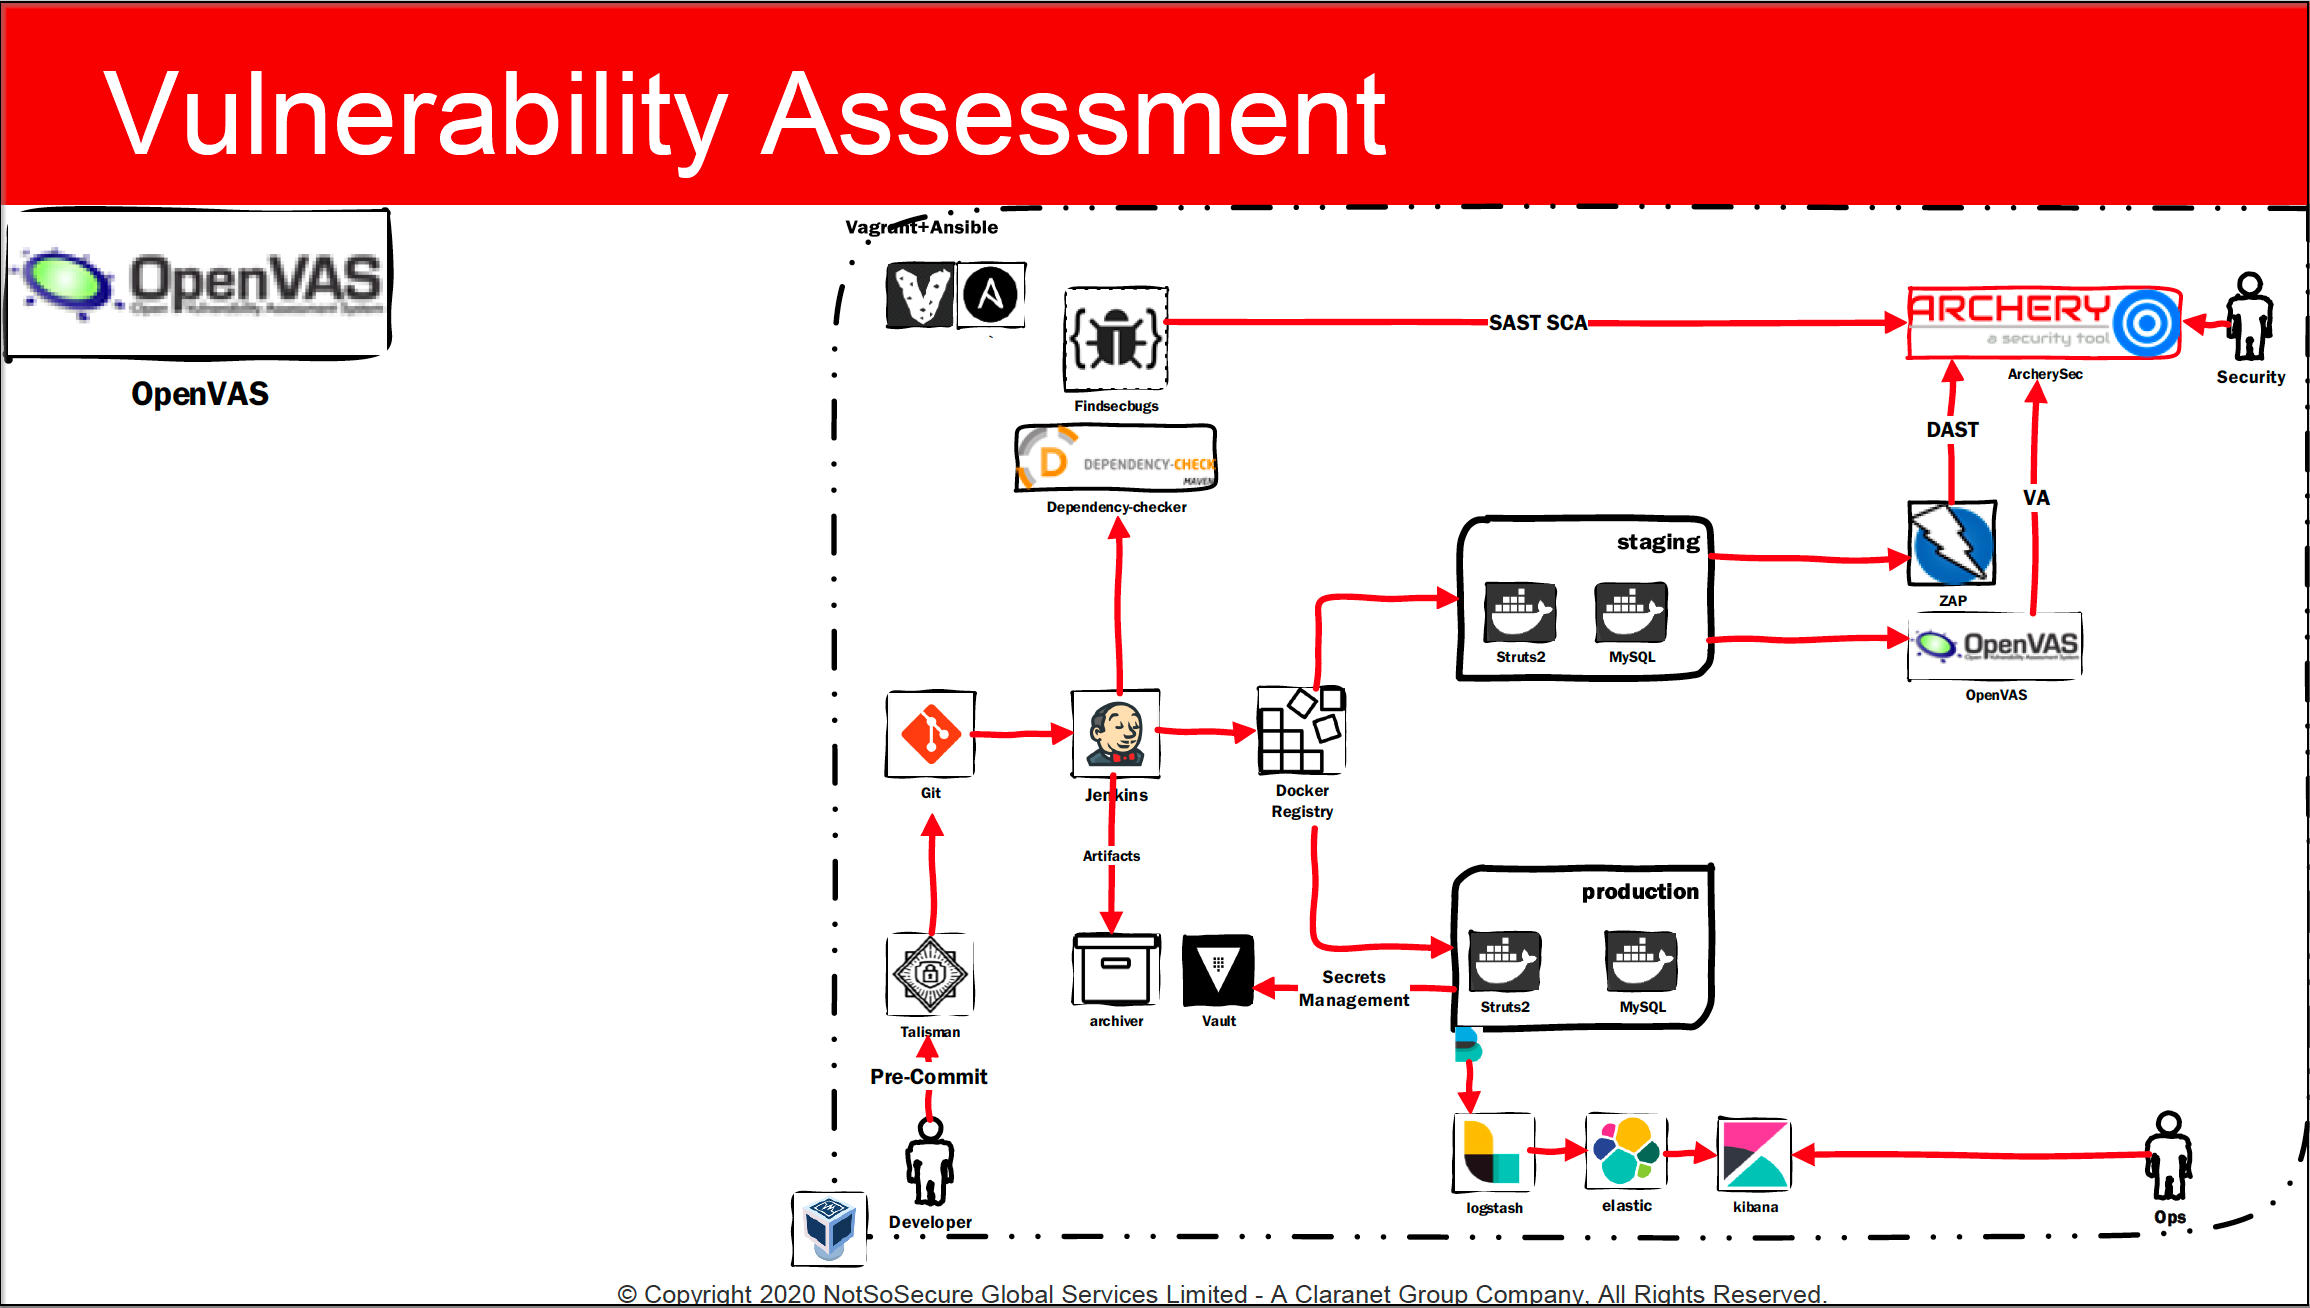 Vulnerability Assessment
OpenVAS
Open Vulnerability Assessment System
OpenVAS
Vagrant+Ansible
Findsecbugs
SAST SCA
ARCHERY
a security tool
ArcherySec
Security
DEPENDENCY-CHECK
MAVEN
Dependency-checker
DAST
VA
staging
Struts2
MySQL
ZAP
OpenVAS
OpenVAS
Git
Jenkins
Docker
Registry
Artifacts
production
Struts2
MySQL
Secrets
Management
Talisman
archiver
Vault
Pre-Commit
Developer
logstash
elastic
kibana
Ops
© Copyright 2020 NotSoSecure Global Services Limited - A Claranet Group Company, All Rights Reserved.